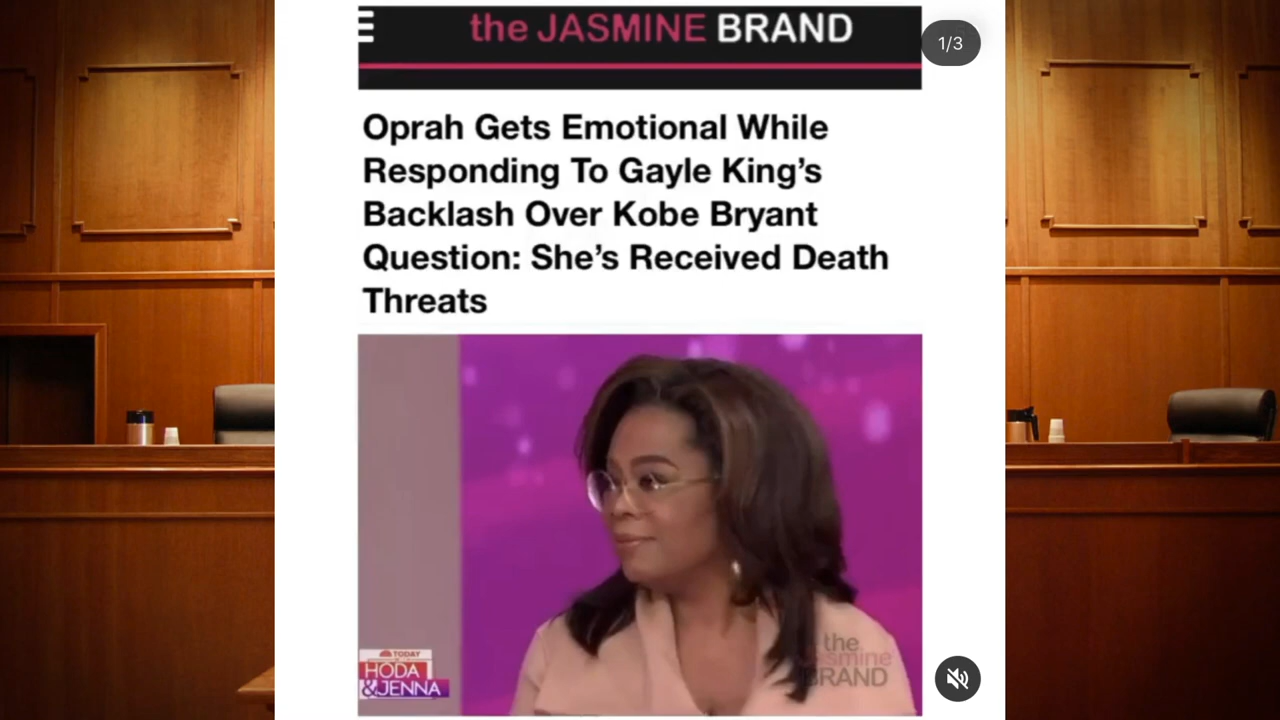 the JASMINE BRAND
1/3
Oprah Gets Emotional While
Responding To Gayle King's
Backlash Over Kobe Bryant
Question: She's Received Death
Threats
TODAY
HODA
&JENNA
the
Jasmine
BRAND